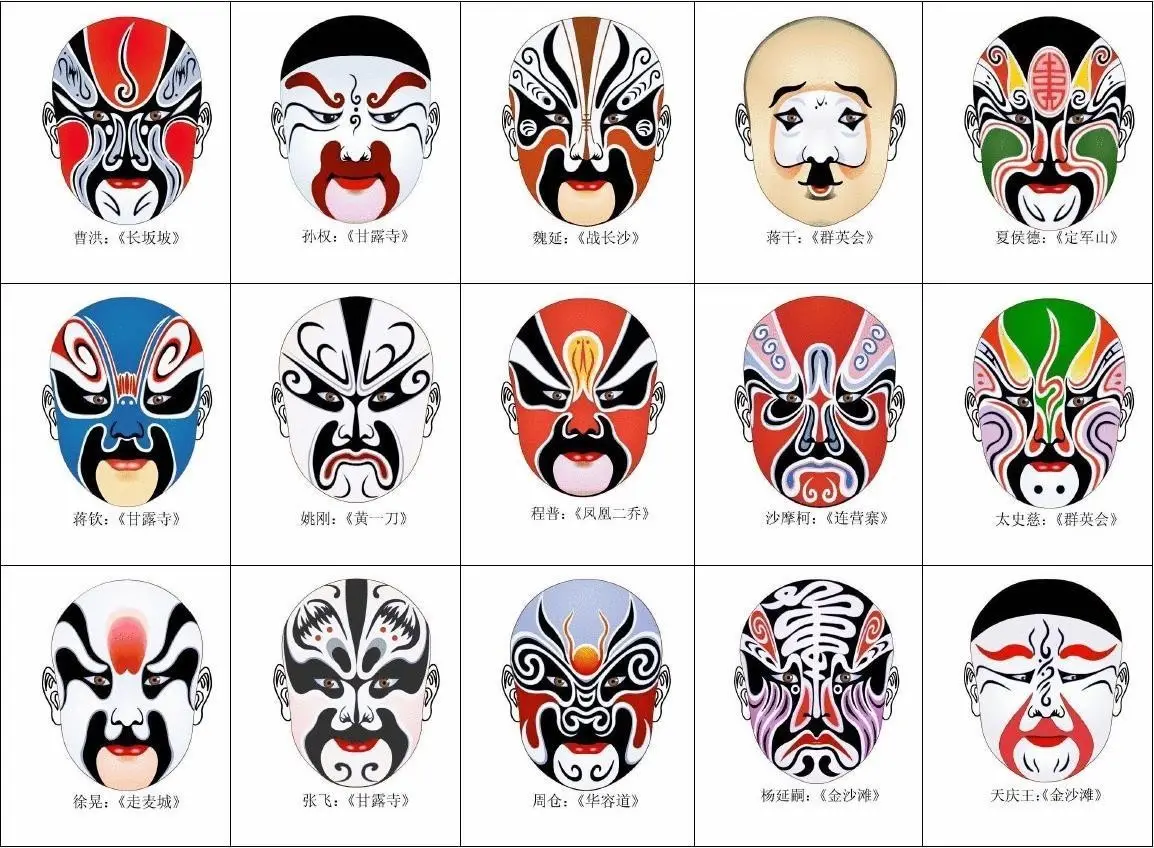 曹洪：《长坂坡》
孙权：《甘露寺》
魏延：《战长沙》
蒋干：《群英会》
夏侯德：《定军山》
蒋钦：《甘露寺》
姚刚：《黄一刀》
程普：《凤凰二乔》
沙摩柯：《连营寨》
太史慈：《群英会》
徐晃：《走麦城》
张飞：《甘露寺》
周仓：《华容道》
杨延嗣：《金沙滩》
天庆王：《金沙滩》